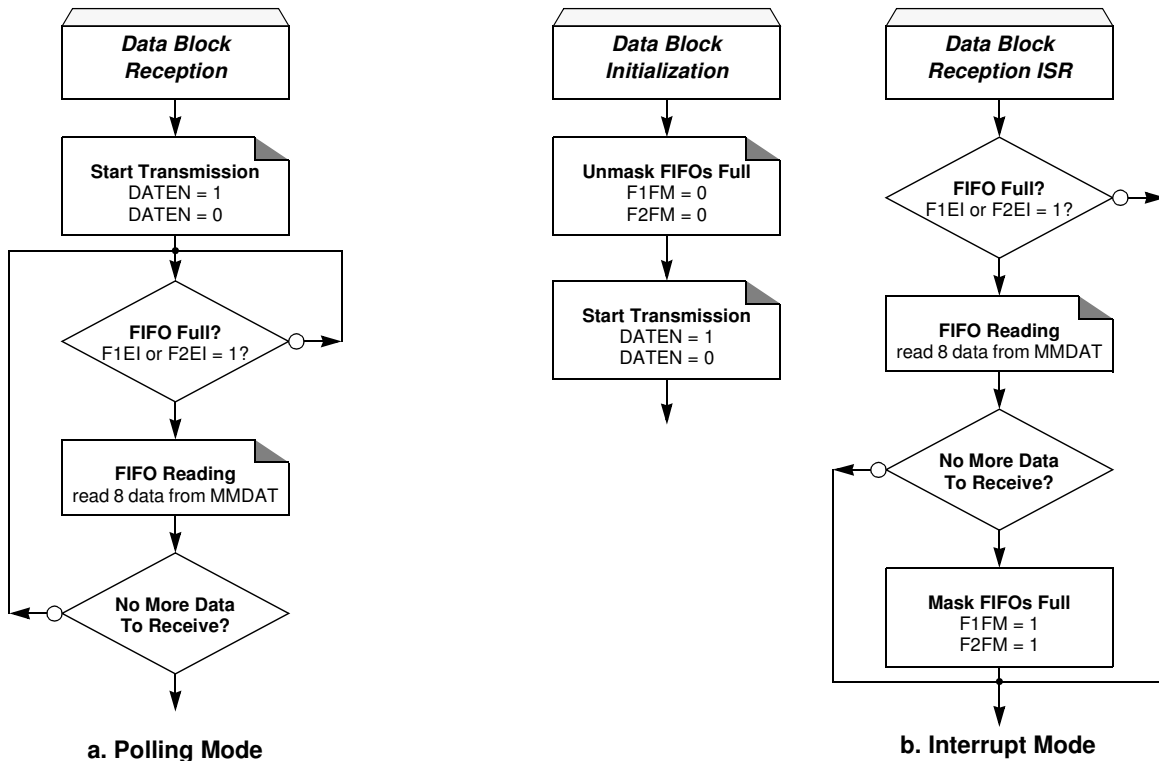 Data Block
Reception
Start Transmission
DATEN = 1
DATEN = 0
FIFO Full?
F1EI or F2EI = 1?
FIFO Reading
read 8 data from MMDAT
No More Data
To Receive?
a. Polling Mode
Data Block
Initialization
Unmask FIFOs Full
F1FM = 0
F2FM = 0
Start Transmission
DATEN = 1
DATEN = 0
Data Block
Reception ISR
FIFO Full?
F1EI or F2EI = 1?
FIFO Reading
read 8 data from MMDAT
No More Data
To Receive?
Mask FIFOs Full
F1FM = 1
F2FM = 1
b. Interrupt Mode